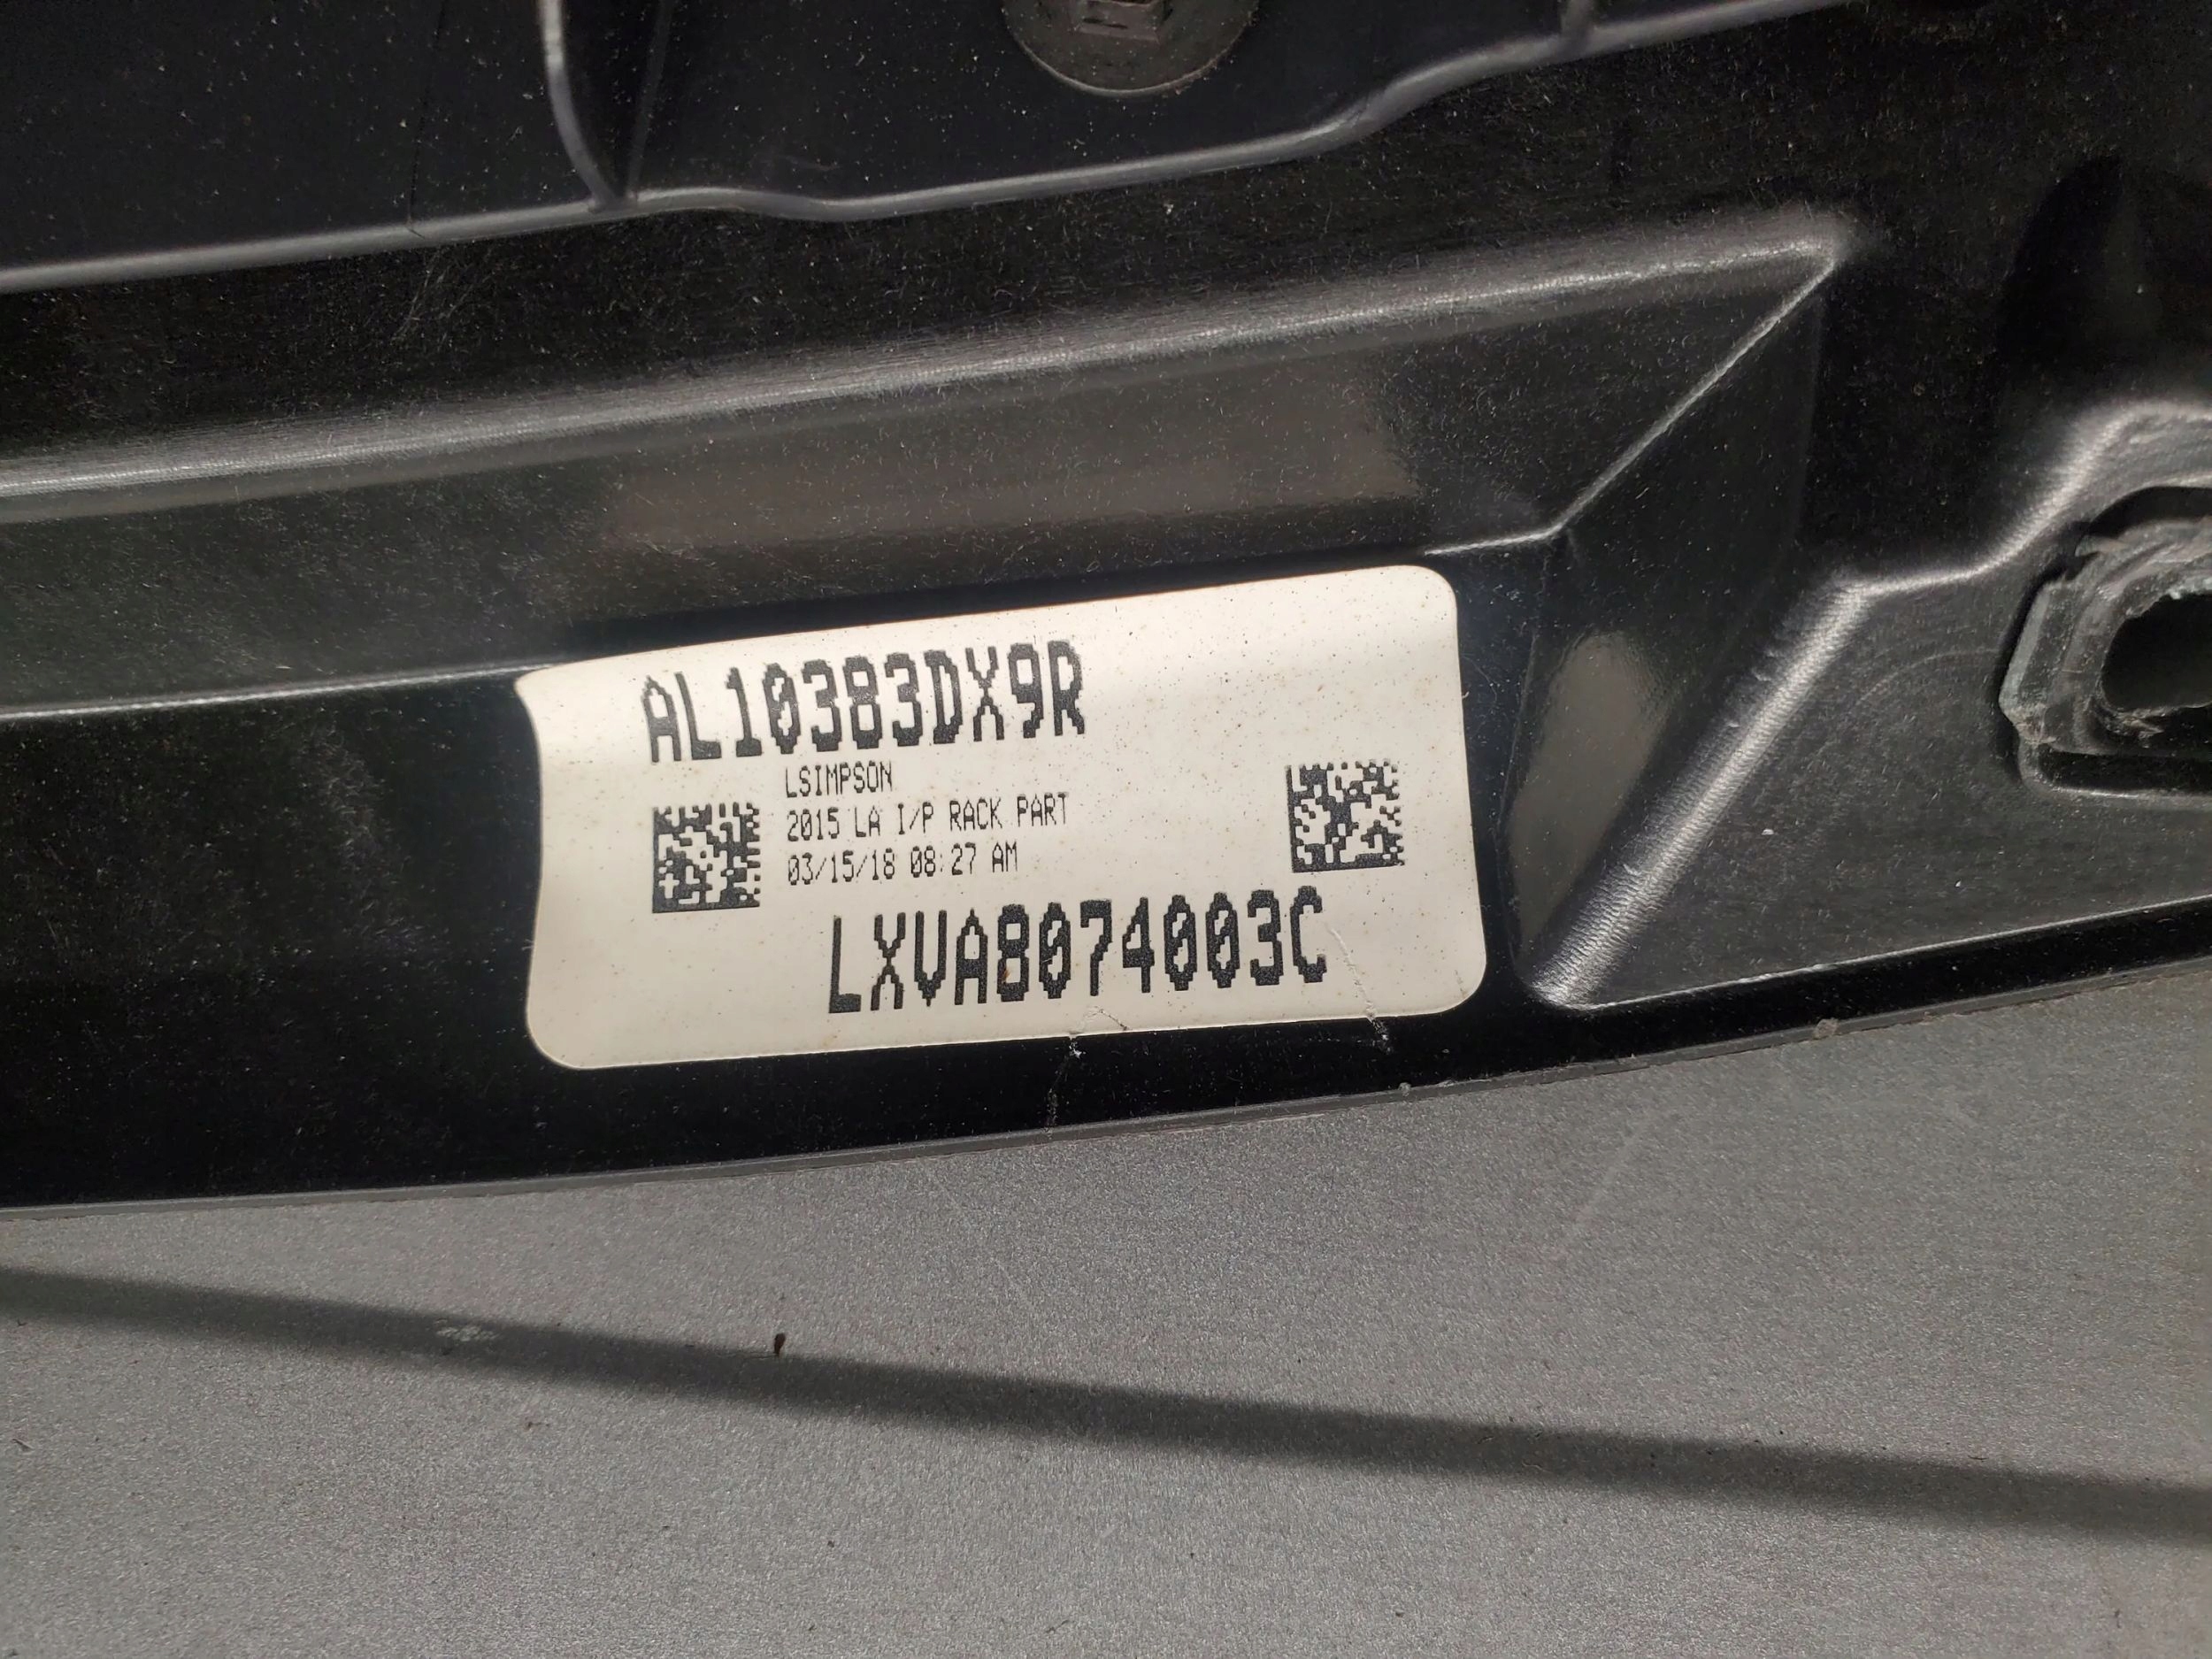 AL10383DX9R
LSIMPSON
2015 LA I/P RACK PART
03/15/18 08:27 AM
LXVA8074003C